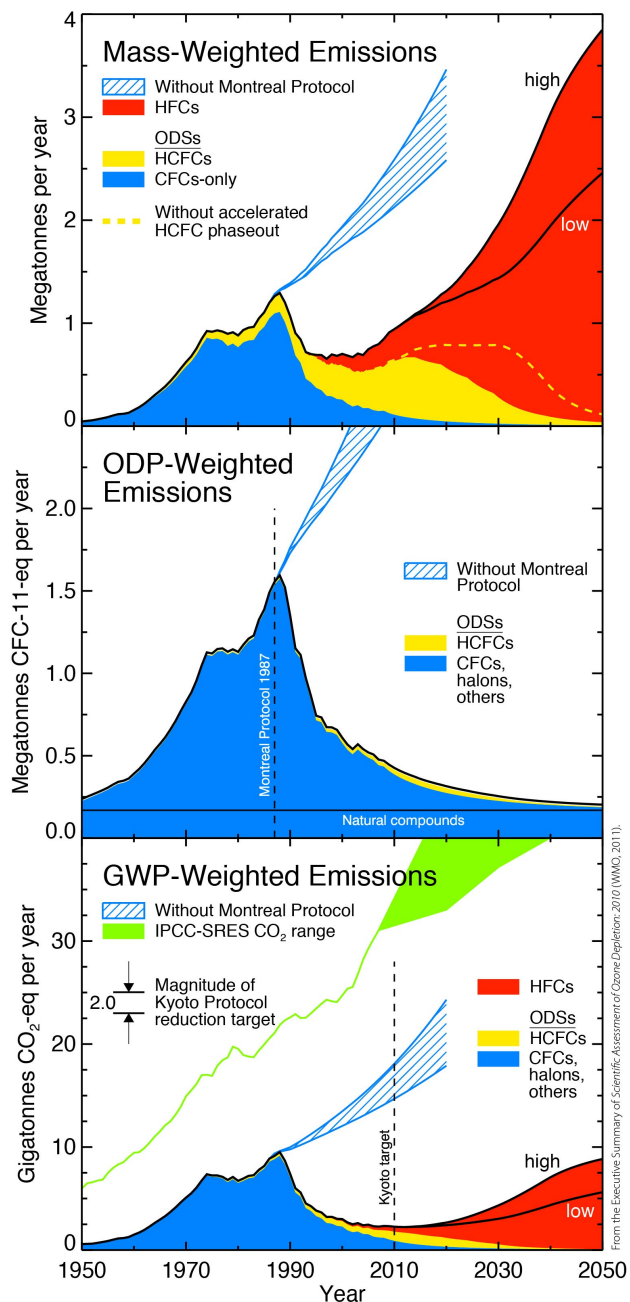 4
Mass-Weighted Emissions
Without Montreal Protocol
HFCs
ODSs
HCFCs
CFCs-only
Without accelerated
HCFC phaseout
high
low
3
2
1
0
Megatonnes per year
ODP-Weighted
Emissions
Without Montreal
Protocol
ODSs
HCFCs
CFCs,
halons,
others
Montreal Protocol 1987
Natural compounds
2.0
1.5
1.0
0.5
0.0
Megatonnes CFC-11-eq per year
GWP-Weighted Emissions
Without Montreal Protocol
IPCC-SRES CO₂ range
2.0
Magnitude of
Kyoto Protocol
reduction target
HFCs
ODSs
HCFCs
CFCs,
halons,
others
Kyoto target
high
low
30
20
10
0
Gigatonnes CO₂-eq per year
1950
1970
1990
2010
2030
2050
Year
From the Executive Summary of Scientific Assessment of Ozone Depletion: 2010 (WMO, 2011).